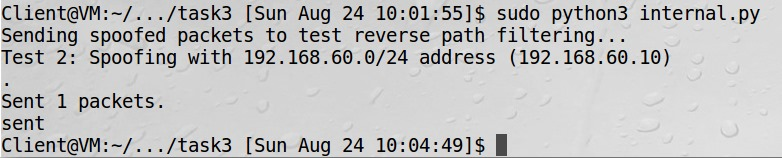 Client@VM:~/.../task3 [Sun Aug 24 10:01:55]$ sudo python3 internal.py
Sending spoofed packets to test reverse path filtering...
Test 2: Spoofing with 192.168.60.0/24 address (192.168.60.10)
.
Sent 1 packets.
sent
Client@VM:~/.../task3 [Sun Aug 24 10:04:49]$